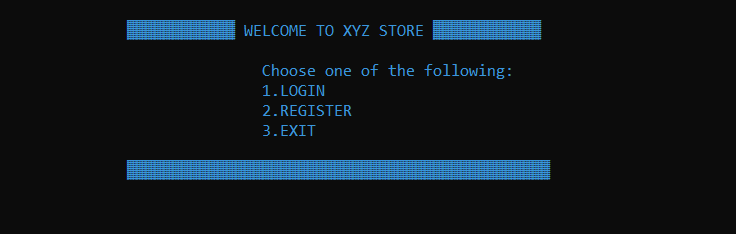 WELCOME TO XYZ STORE
Choose one of the following:
1.LOGIN
2.REGISTER
3.EXIT